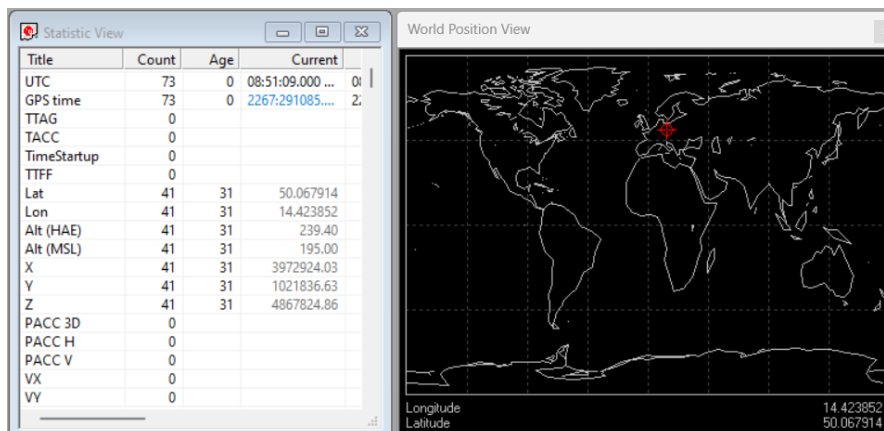 Statistic View
Title Count Age Current
UTC 73 0 08:51:09.000 ...
GPS time 73 0 2267:291085....
TTAG 0
TACC 0
TimeStartup 0
TTFF 0
Lat 41 31 50.067914
Lon 41 31 14.423852
Alt (HAE) 41 31 239.40
Alt (MSL) 41 31 195.00
X 41 31 3972924.03
Y 41 31 1021836.63
Z 41 31 4867824.86
PACC 3D 0
PACC H 0
PACC V 0
VX 0
VY 0
World Position View
Longitude 14.423852
Latitude 50.067914